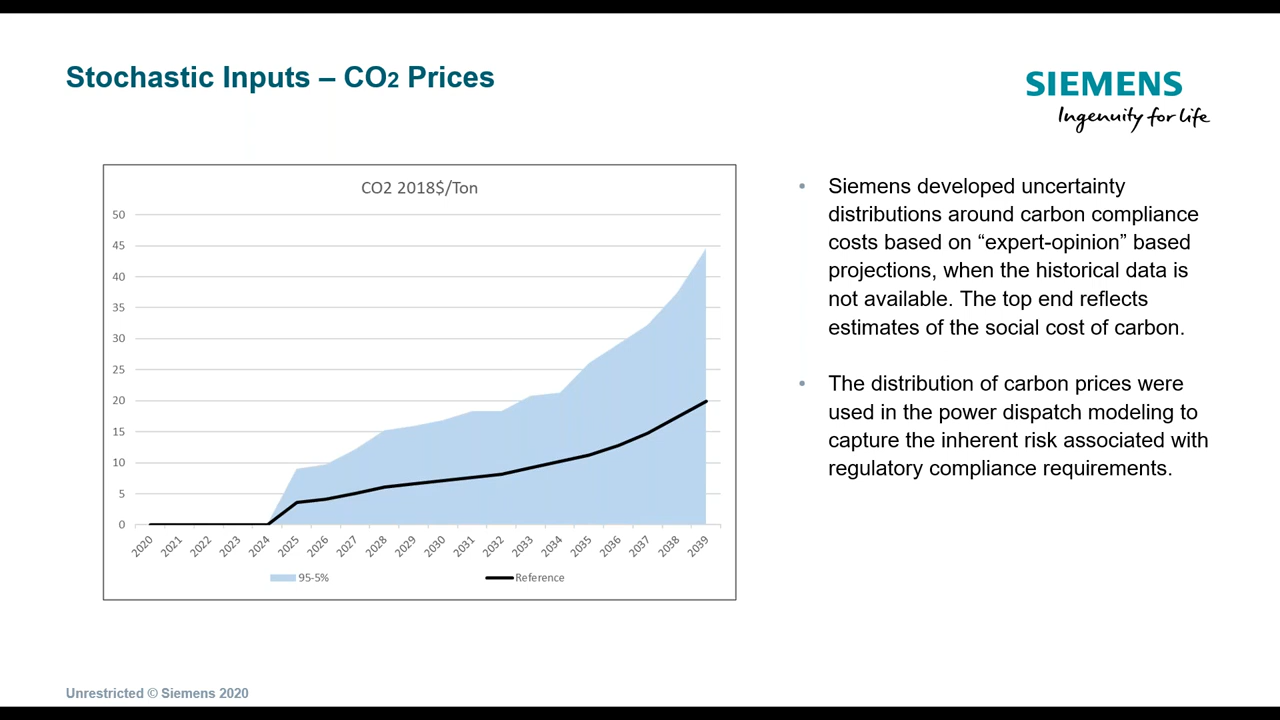 Stochastic Inputs – CO2 Prices
SIEMENS
Ingenuity for life
CO2 2018$/Ton
50
45
40
35
30
25
20
15
10
5
0
2020
2021
2022
2023
2024
2025
2026
2027
2028
2029
2030
2031
2032
2033
2034
2035
2036
2037
2038
2039
95-5%
Reference
• Siemens developed uncertainty
distributions around carbon compliance
costs based on “expert-opinion” based
projections, when the historical data is
not available. The top end reflects
estimates of the social cost of carbon.
• The distribution of carbon prices were
used in the power dispatch modeling to
capture the inherent risk associated with
regulatory compliance requirements.
Unrestricted © Siemens 2020